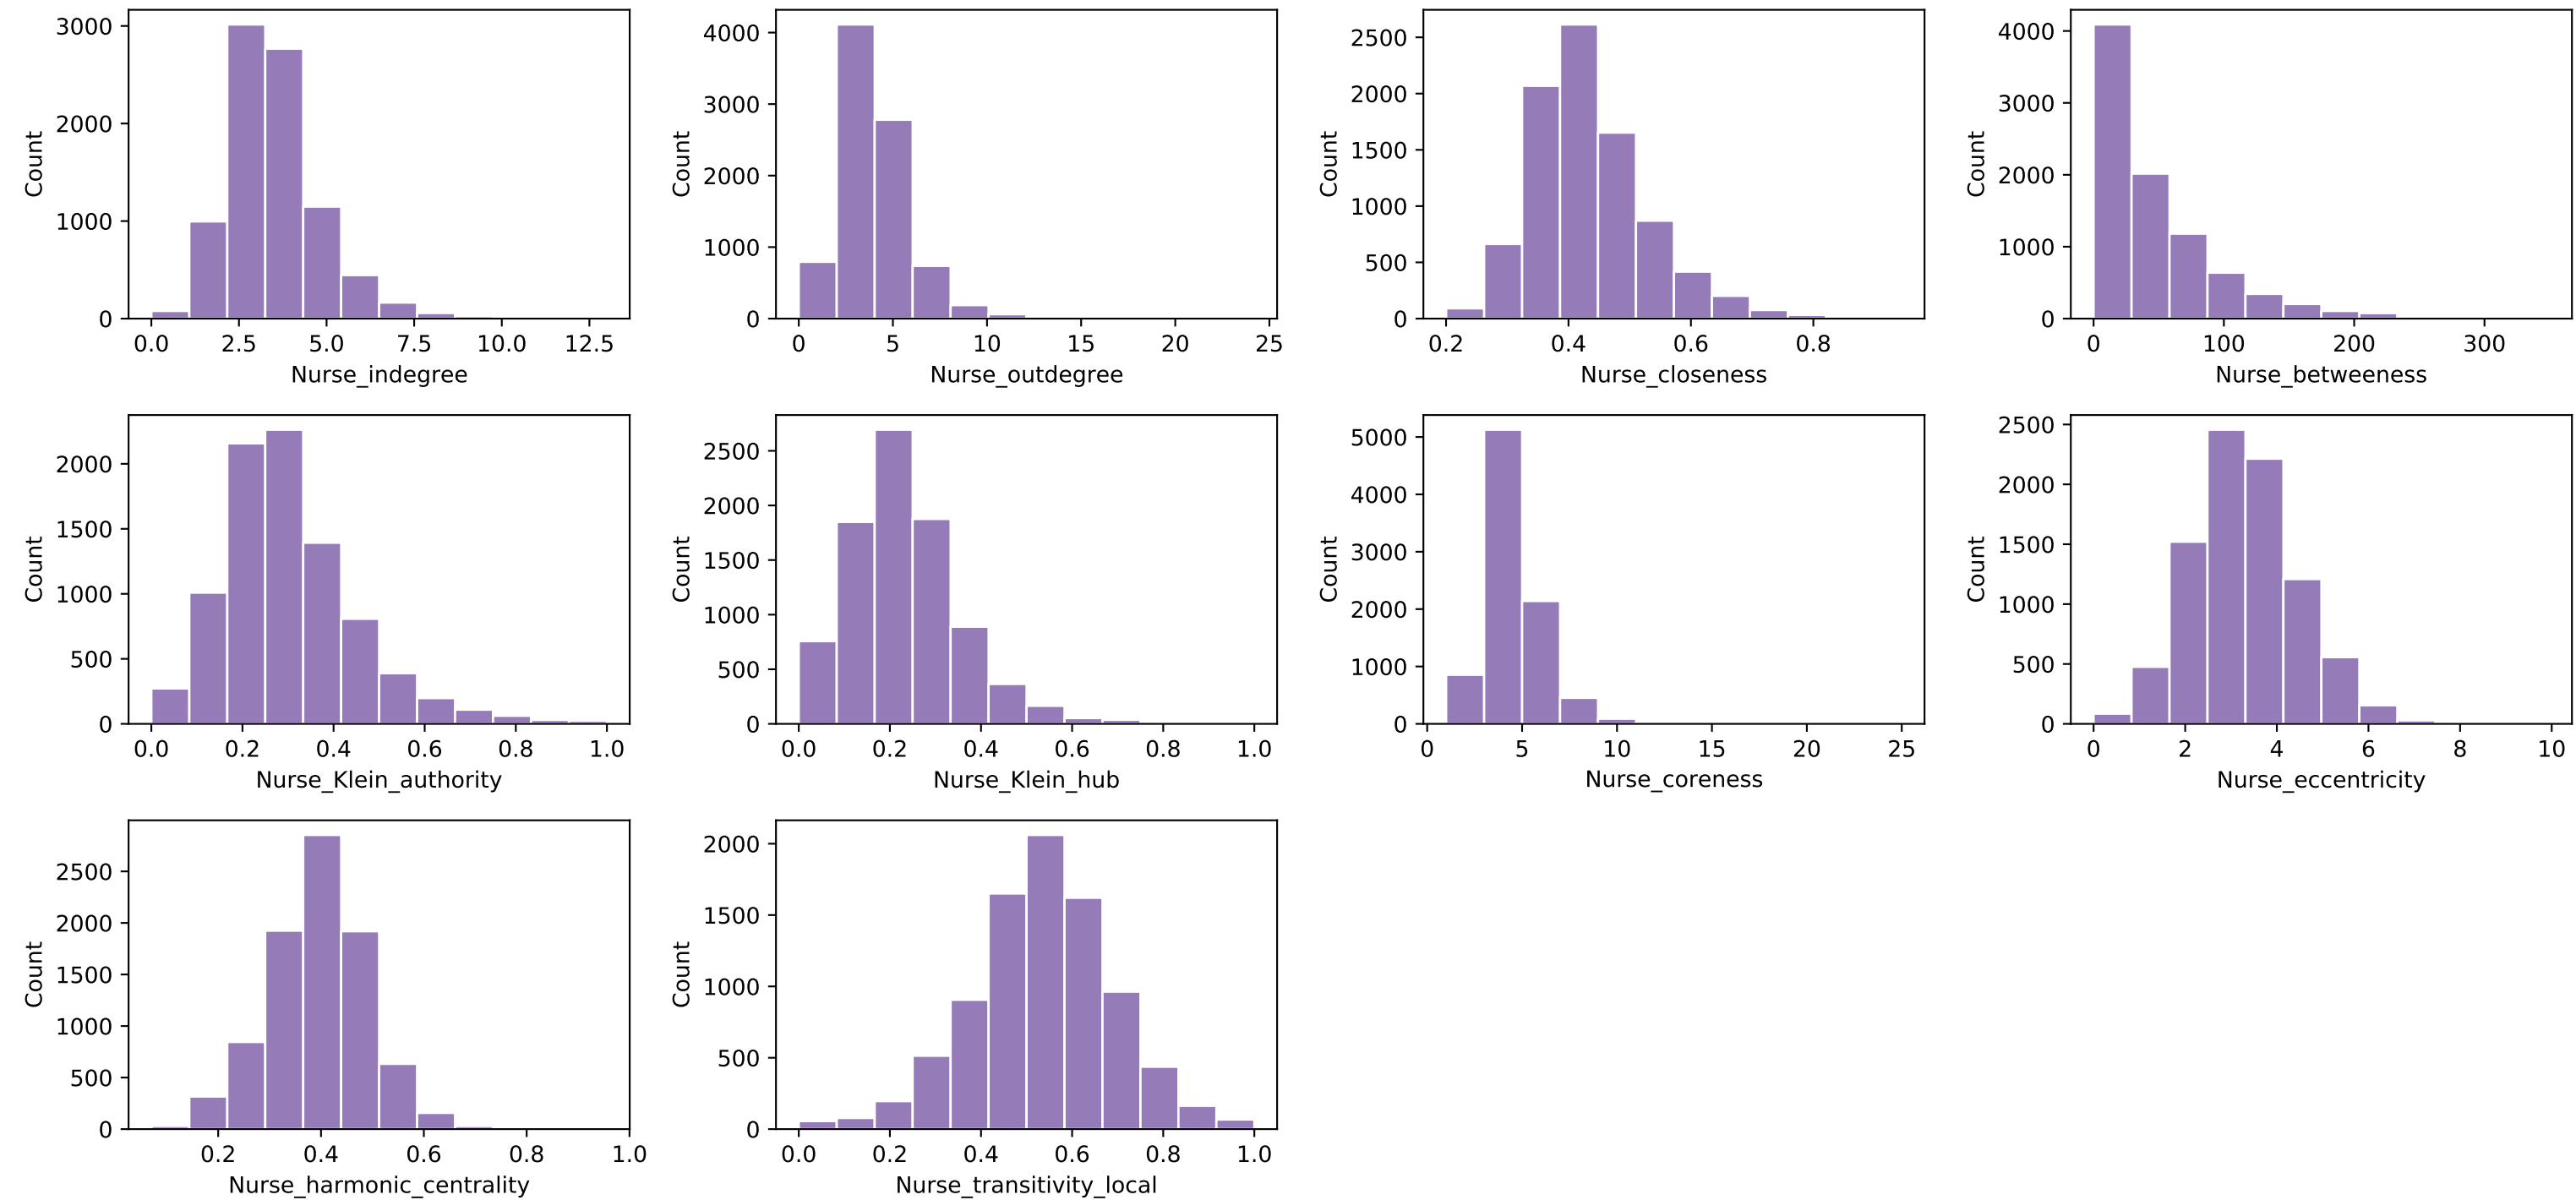 3000
2000
1000
0
Count
0.0 2.5 5.0 7.5 10.0 12.5
Nurse_indegree
4000
3000
2000
1000
0
Count
0 5 10 15 20 25
Nurse_outdegree
2500
2000
1500
1000
500
0
Count
0.2 0.4 0.6 0.8
Nurse_closeness
4000
3000
2000
1000
0
Count
0 100 200 300
Nurse_betweeness
2000
1500
1000
500
0
Count
0.0 0.2 0.4 0.6 0.8 1.0
Nurse_Klein_authority
2500
2000
1500
1000
500
0
Count
0.0 0.2 0.4 0.6 0.8 1.0
Nurse_Klein_hub
5000
4000
3000
2000
1000
0
Count
0 5 10 15 20 25
Nurse_coreness
2500
2000
1500
1000
500
0
Count
0 2 4 6 8 10
Nurse_eccentricity
2500
2000
1500
1000
500
0
Count
0.2 0.4 0.6 0.8 1.0
Nurse_harmonic_centrality
2000
1500
1000
500
0
Count
0.0 0.2 0.4 0.6 0.8 1.0
Nurse_transitivity_local